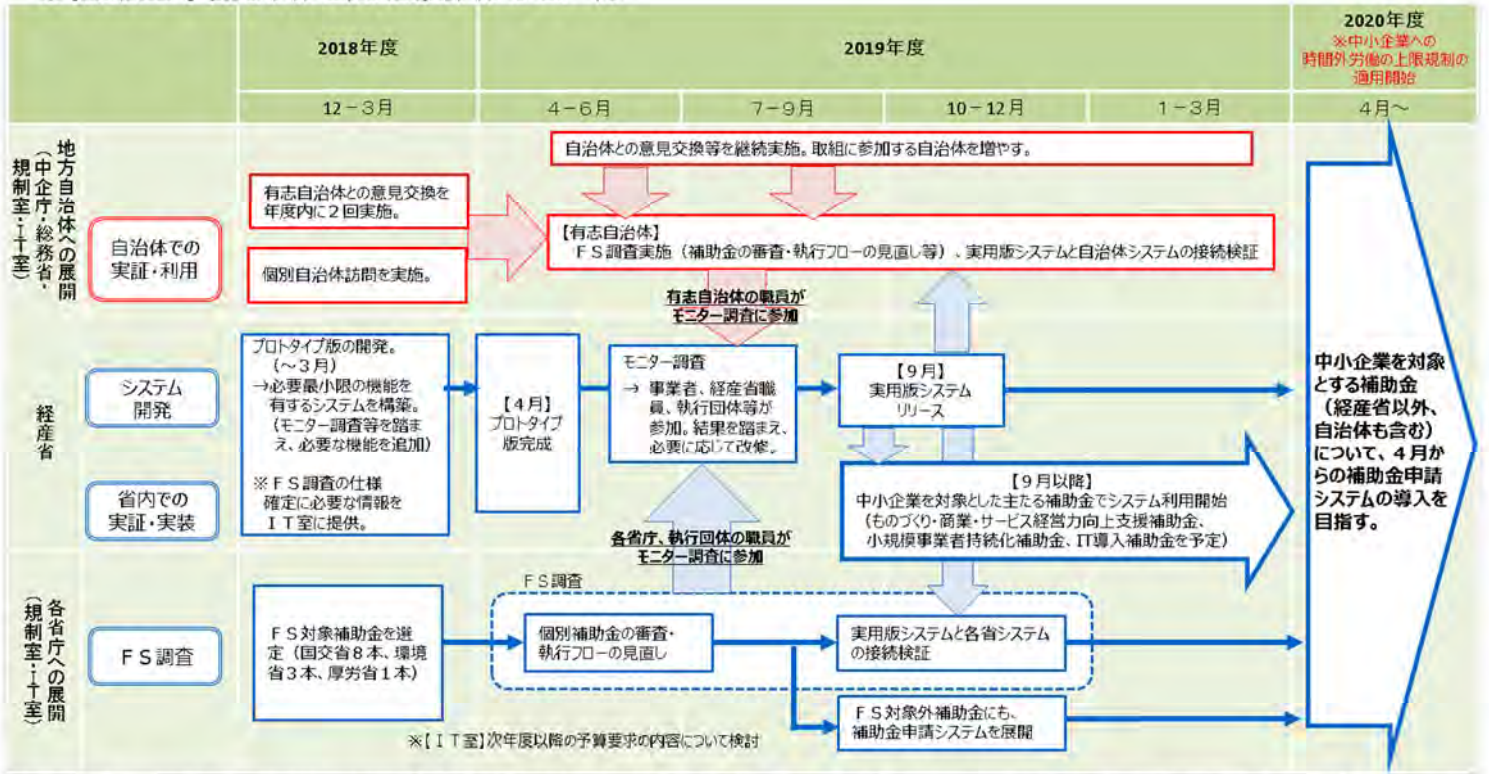 2018年度
2019年度
2020年度
※中小企業への
時間外労働の上限規制の
適用開始
12－3月
4－6月
7－9月
10－12月
1－3月
4月～
地方自治体への展開
(中企庁・総務省・
規制室・IT室)
自治体での
実証・利用
有志自治体との意見交換を
年度内に２回実施。
個別自治体訪問を実施。
自治体との意見交換等を継続実施。取組に参加する自治体を増やす。
【有志自治体】
ＦＳ調査実施（補助金の審査・執行フローの見直し等）、実用版システムと自治体システムの接続検証
有志自治体の職員が
モニター調査に参加
経産省
システム
開発
省内での
実証・実装
プロトタイプ版の開発。
（～３月）
→必要最小限の機能を
有するシステムを構築。
（モニター調査等を踏ま
え、必要な機能を追加）
※ＦＳ調査の仕様
確定に必要な情報を
ＩＴ室に提供。
【４月】
プロトタイプ
版完成
モニター調査
→ 事業者、経産省職
員、執行団体等が
参加。結果を踏まえ、
必要に応じて改修。
【９月】
実用版システム
リリース
【９月以降】
中小企業を対象とした主たる補助金でシステム利用開始
（ものづくり・商業・サービス経営力向上支援補助金、
小規模事業者持続化補助金、IT導入補助金を予定）
各省庁、執行団体の職員が
モニター調査に参加
各省庁への展開
(規制室・IT室)
ＦＳ調査
ＦＳ対象補助金を選
定（国交省８本、環境
省３本、厚労省１本）
ＦＳ調査
個別補助金の審査・
執行フローの見直し
実用版システムと各省システム
の接続検証
ＦＳ対象外補助金にも、
補助金申請システムを展開
※【ＩＴ室】次年度以降の予算要求の内容について検討
中小企業を対象
とする補助金
（経産省以外、
自治体も含む）
について、４月か
らの補助金申請
システムの導入を
目指す。